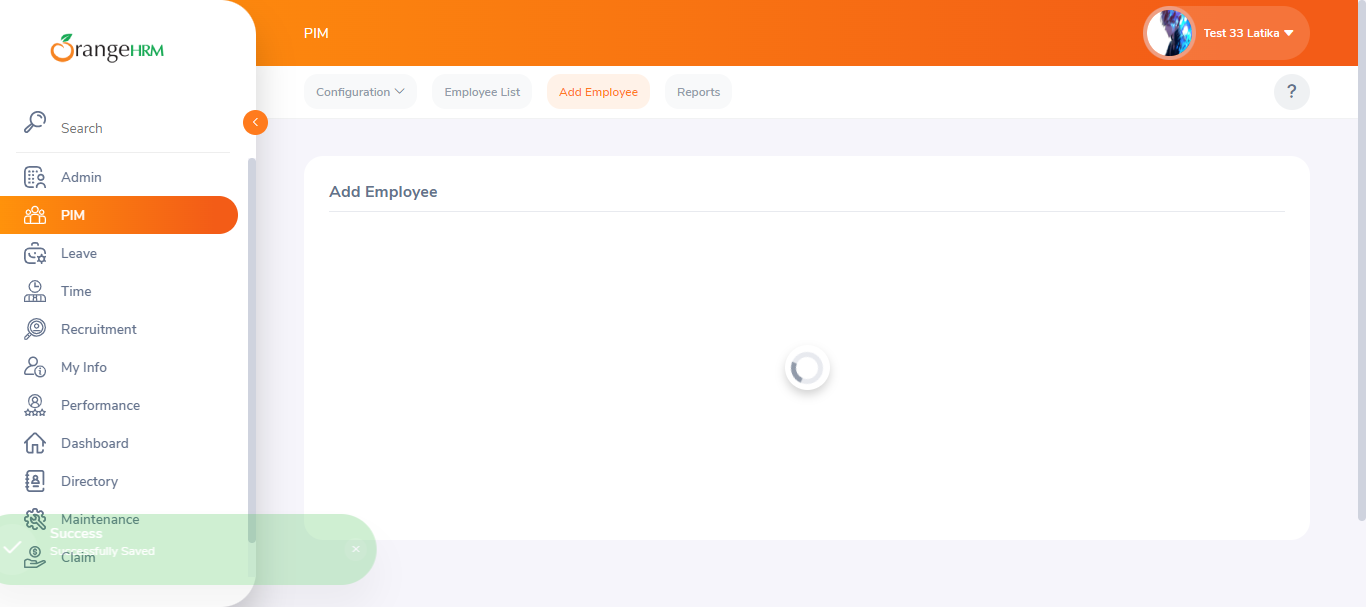 OrangeHRM
PIM
Test 33 Latika
Search
Configuration
Employee List
Add Employee
Reports
?
Add Employee
Admin
PIM
Leave
Time
Recruitment
My Info
Performance
Dashboard
Directory
Maintenance
Claim
Success
Successfully Saved
×